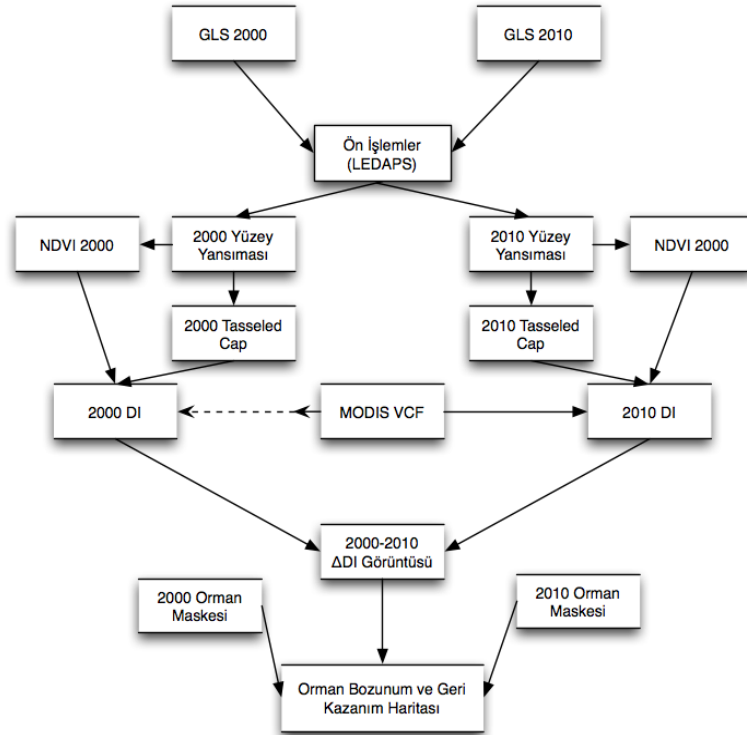 GLS 2000
GLS 2010
Ön İşlemler
(LEDAPS)
NDVI 2000
2000 Yüzey
Yansıması
2010 Yüzey
Yansıması
NDVI 2000
2000 Tasseled
Cap
2010 Tasseled
Cap
2000 DI
MODIS VCF
2010 DI
2000-2010
ΔDI Görüntüsü
2000 Orman
Maskesi
2010 Orman
Maskesi
Orman Bozunum ve Geri
Kazanım Haritası